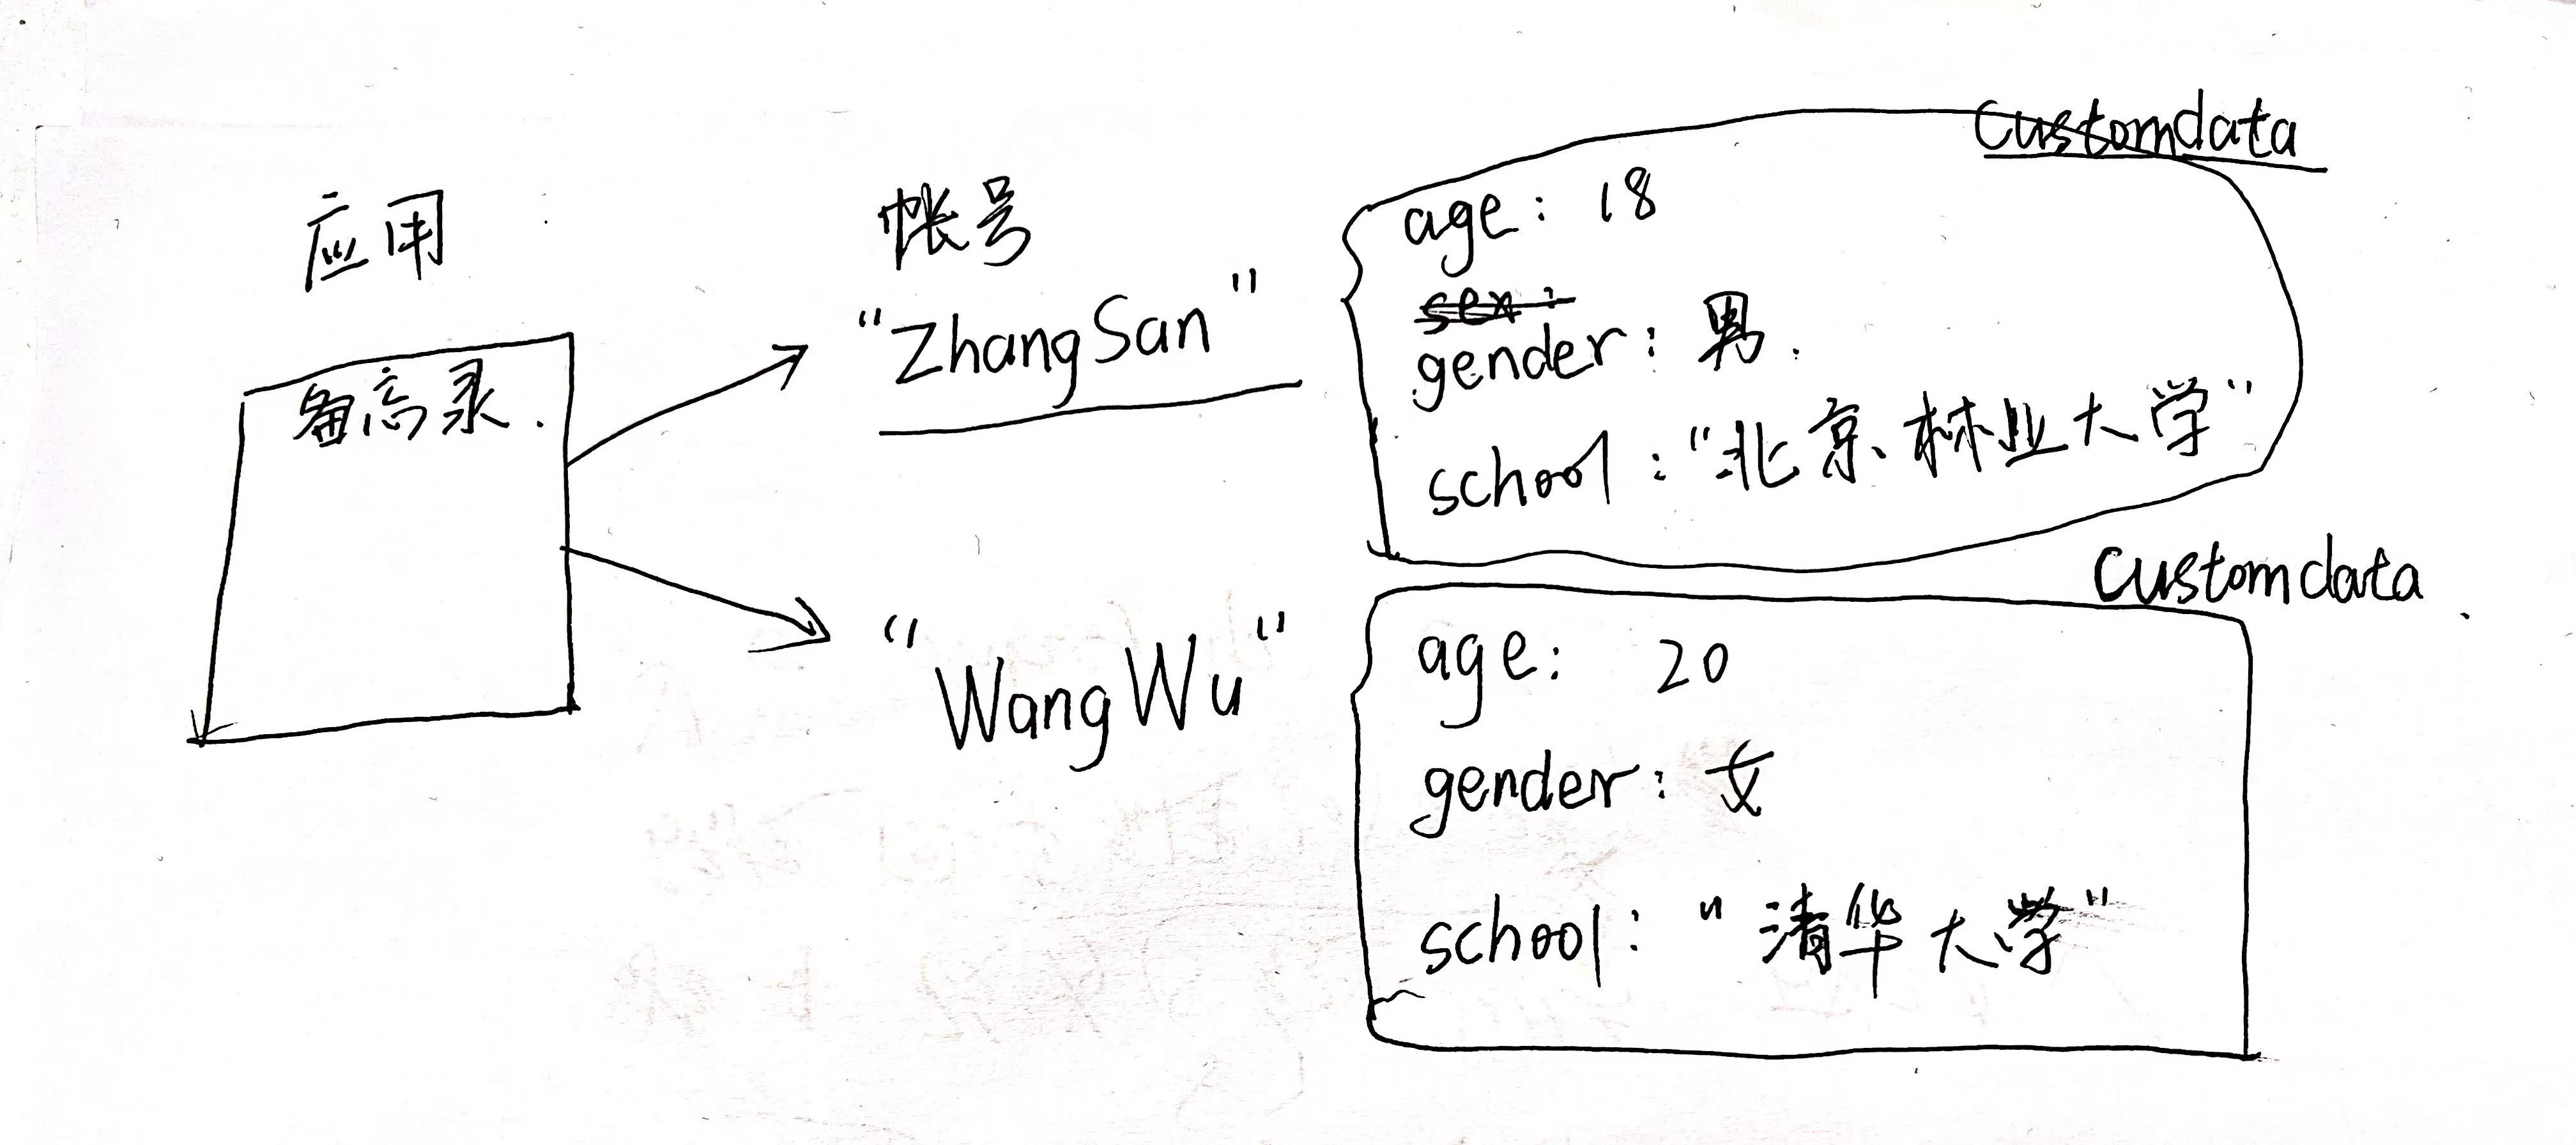 应用
备忘录.
帐号
"ZhangSan"
"WangWu"
Customdata
age: 18
sex:
gender: 男.
school: "北京林业大学"
Customdata
age: 20
gender: 女
school: "清华大学"